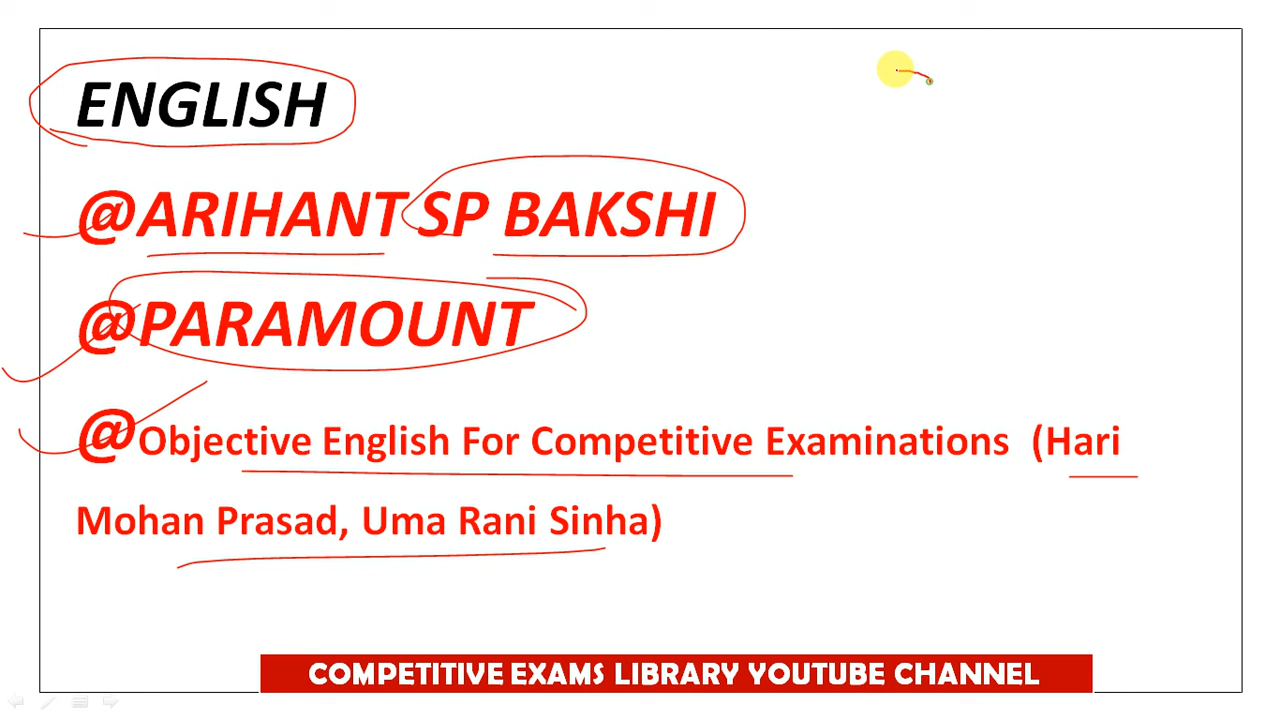 ENGLISH
@ARIHANT SP BAKSHI
@PARAMOUNT
@Objective English For Competitive Examinations (Hari
Mohan Prasad, Uma Rani Sinha)
COMPETITIVE EXAMS LIBRARY YOUTUBE CHANNEL